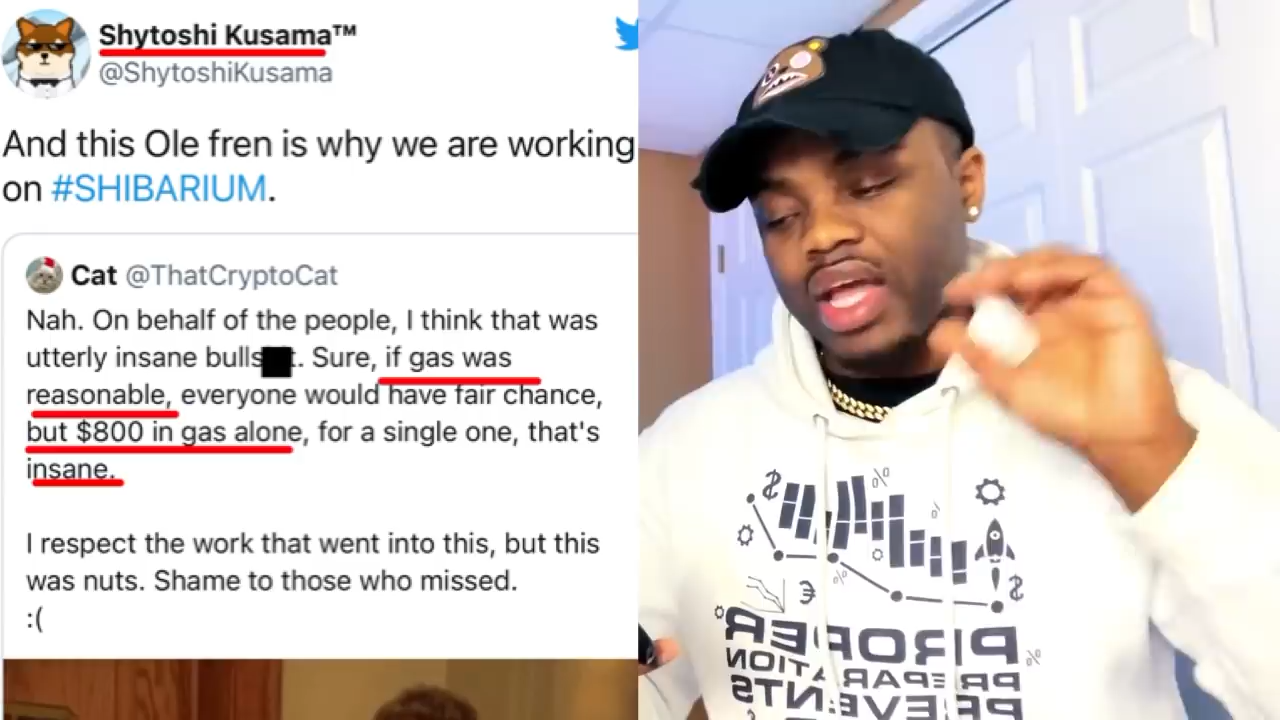 Shytoshi Kusama™
@ShytoshiKusama
And this Ole fren is why we are working
on #SHIBARIUM.
Cat @ThatCryptoCat
Nah. On behalf of the people, I think that was
utterly insane bulls t. Sure, if gas was
reasonable, everyone would have fair chance,
but $800 in gas alone, for a single one, that's
insane.
I respect the work that went into this, but this
was nuts. Shame to those who missed.
:(
$
%
%
%
€
$
%
PROPER
PREPARATION
PREVENTS